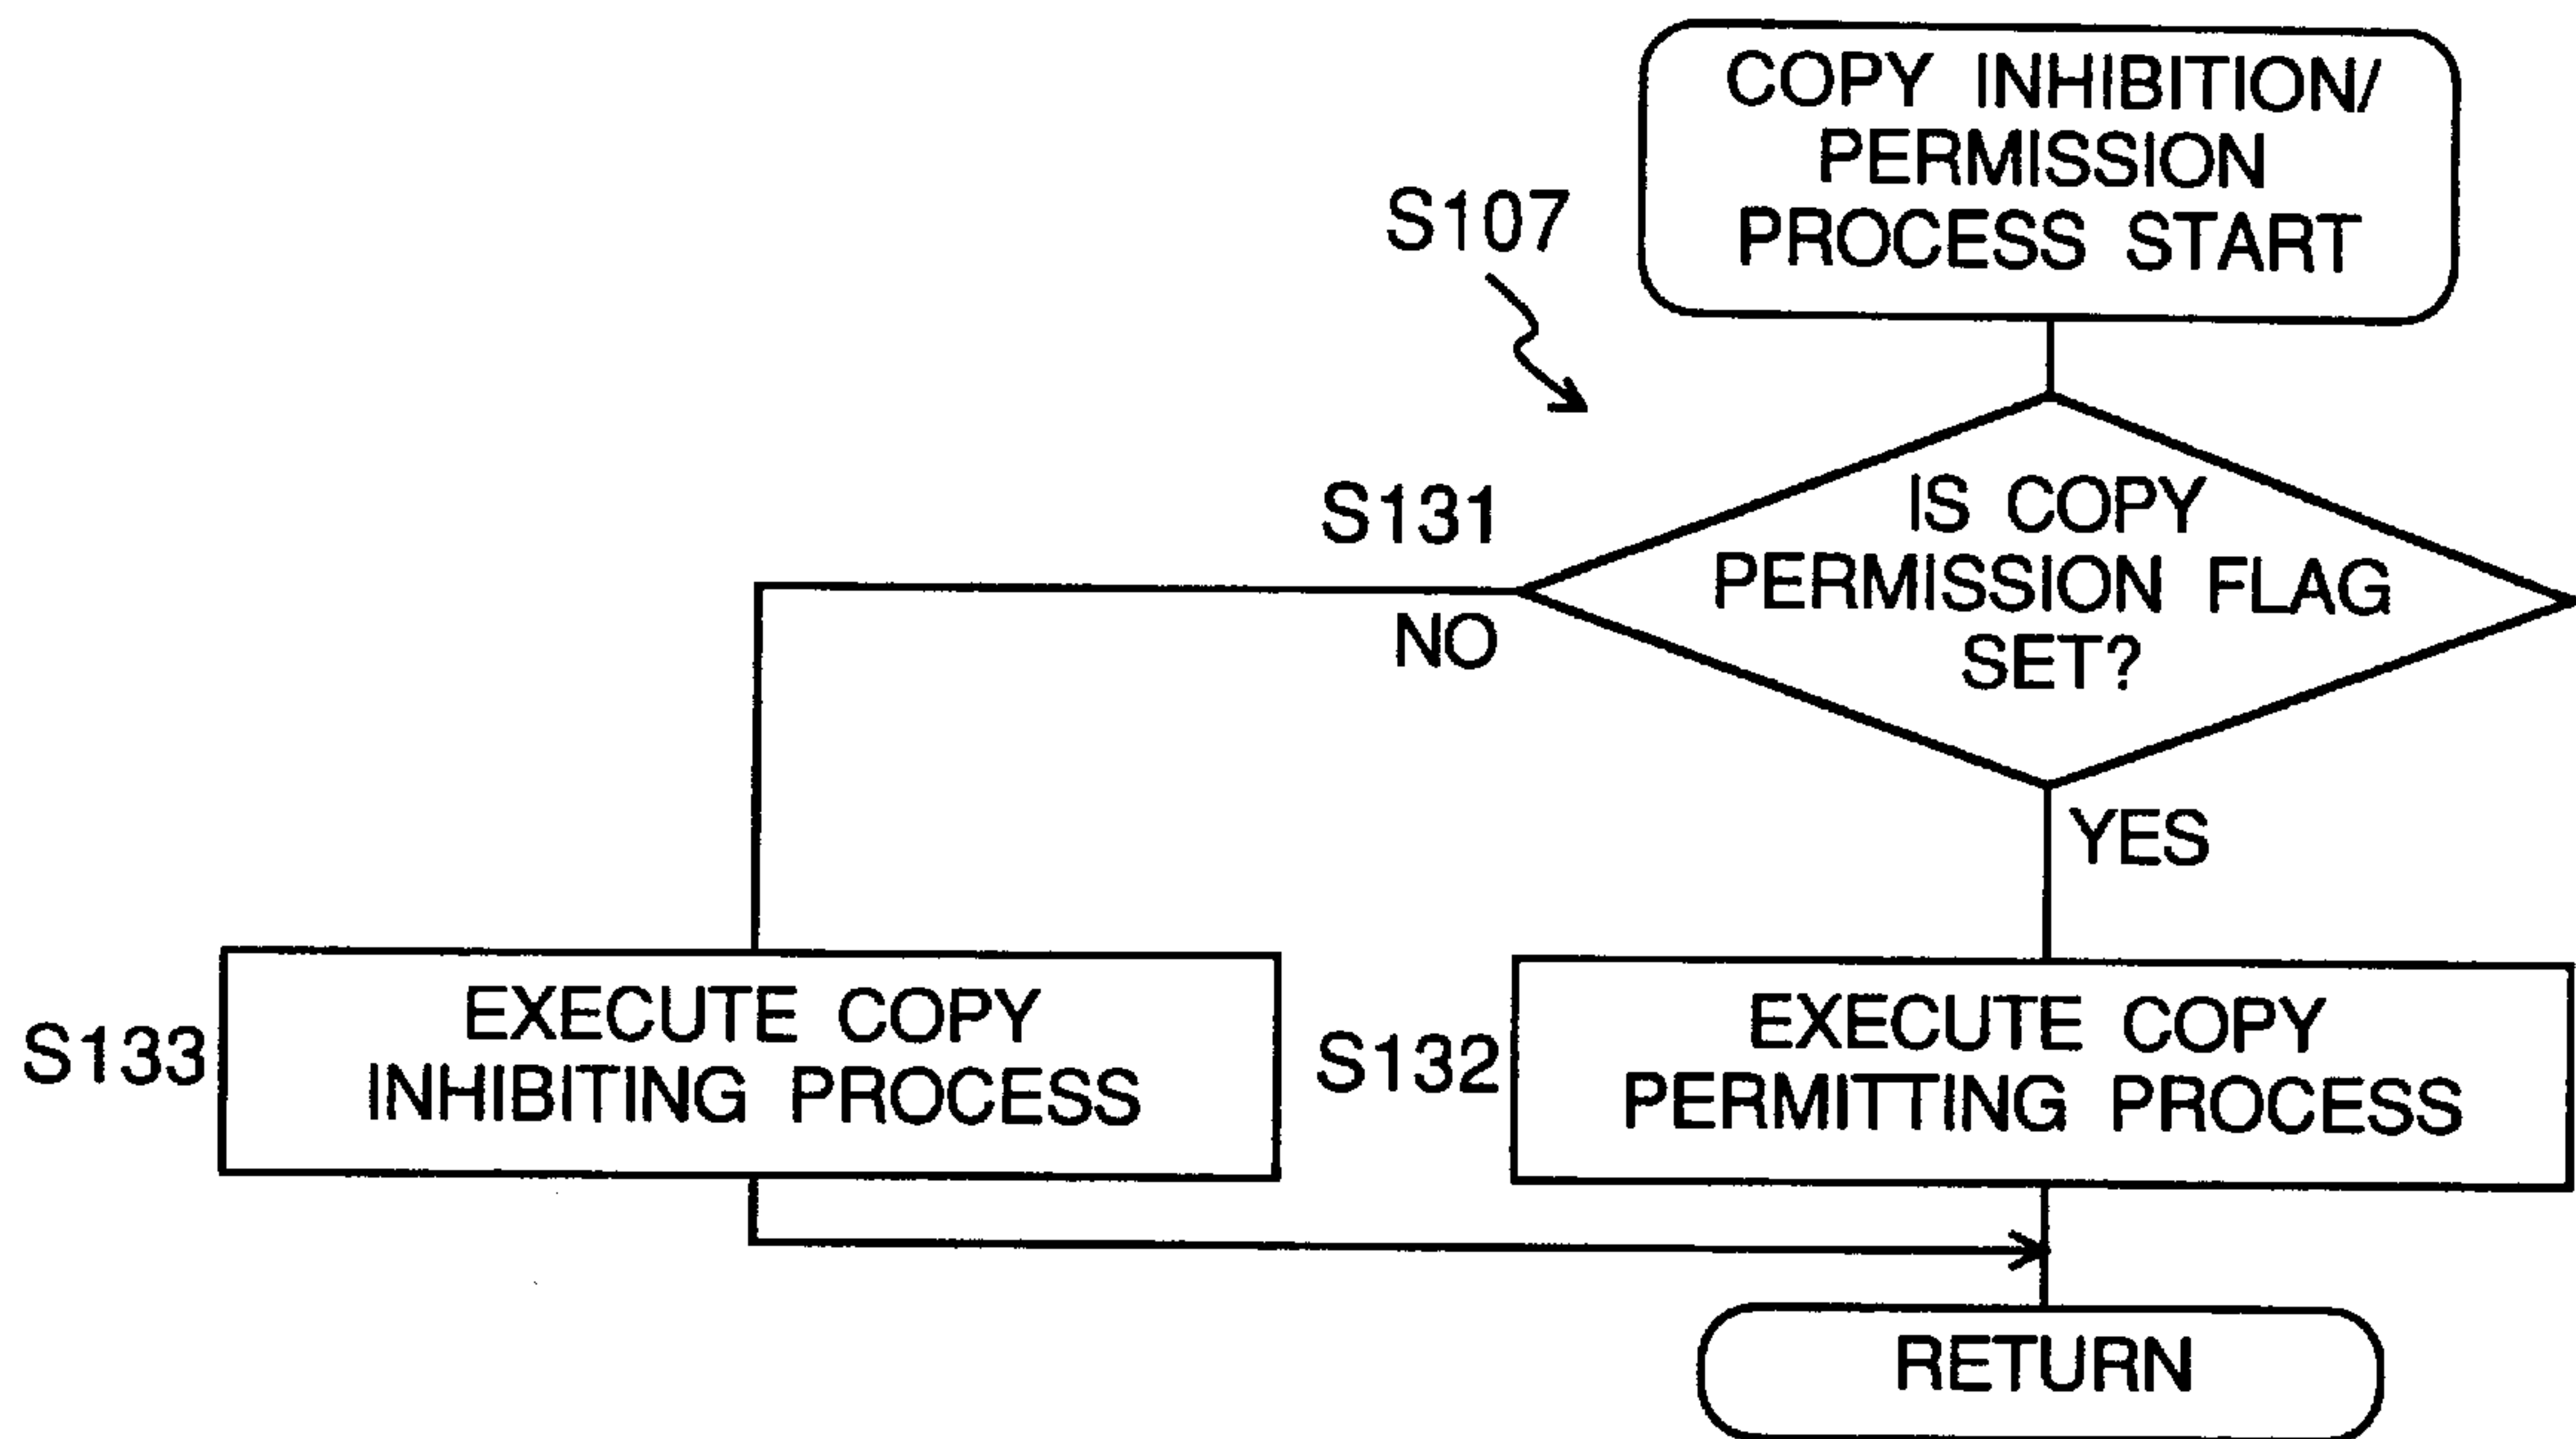 COPY INHIBITION/
PERMISSION
PROCESS START
S107
S131
IS COPY
PERMISSION FLAG
SET?
NO
YES
S133
EXECUTE COPY
INHIBITING PROCESS
S132
EXECUTE COPY
PERMITTING PROCESS
RETURN